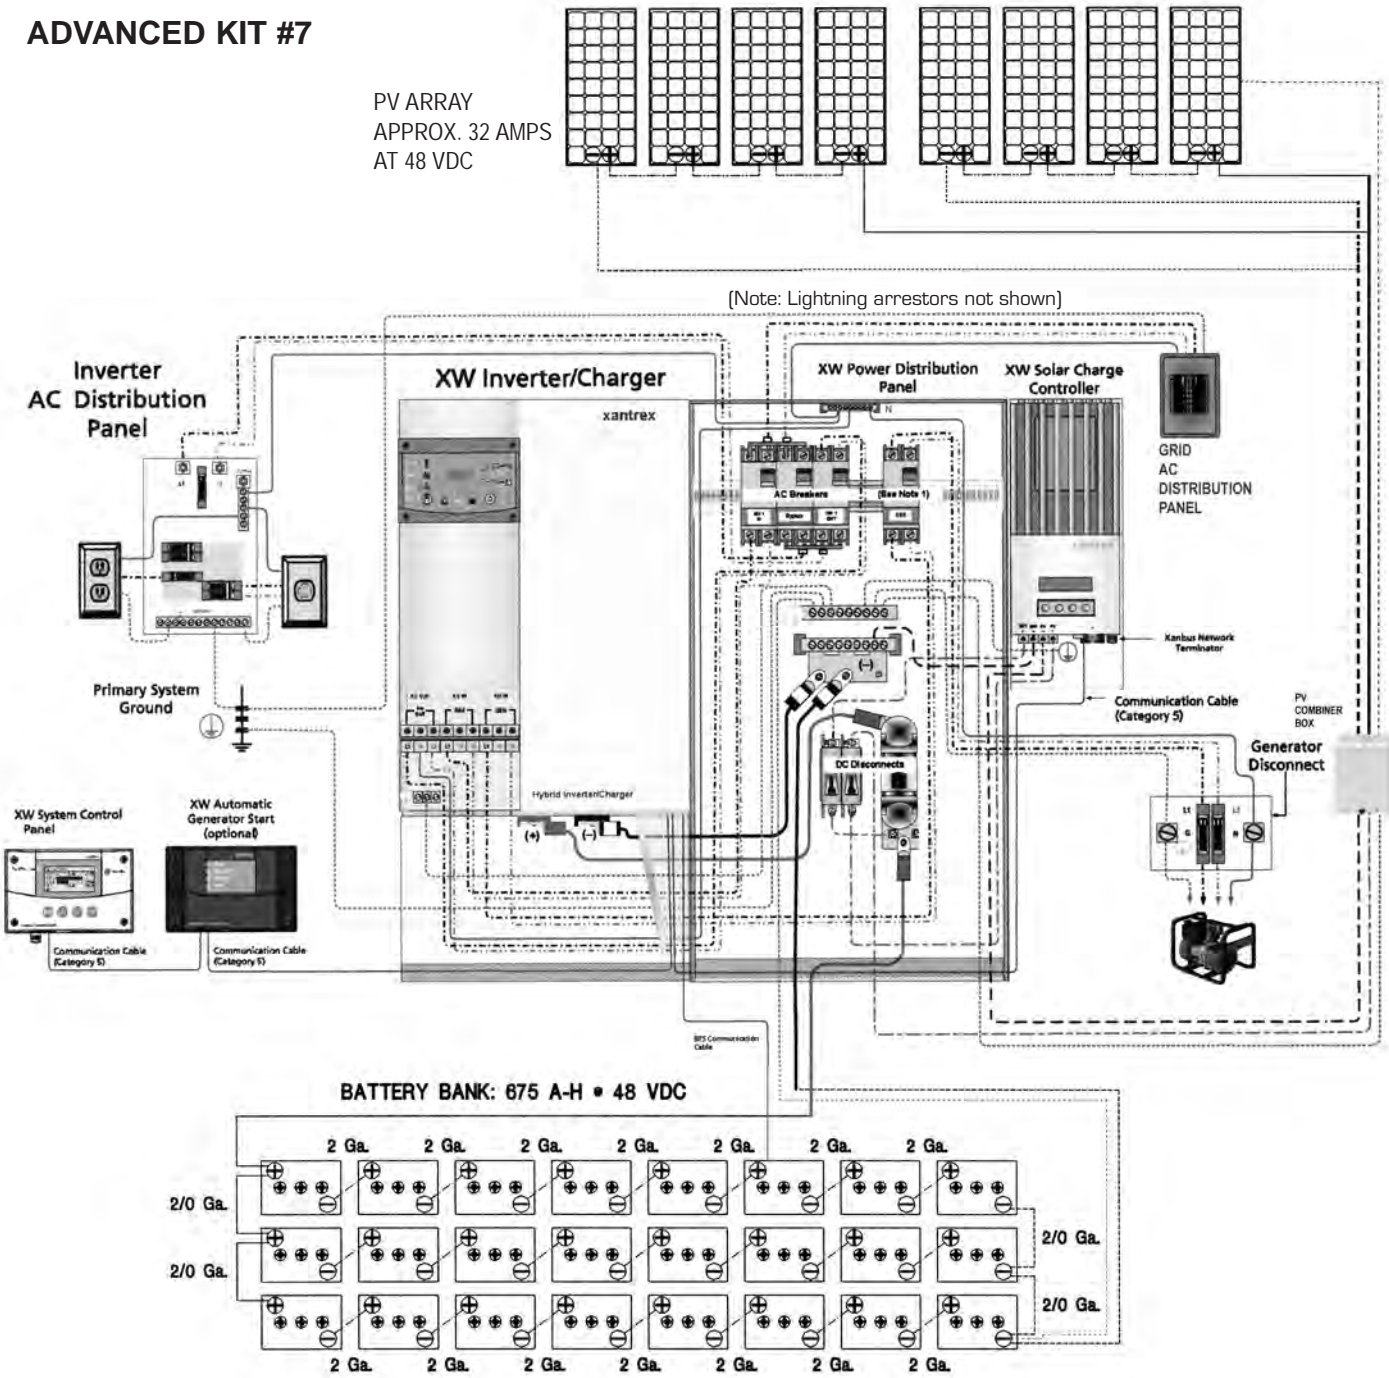 ADVANCED KIT #7
PV ARRAY
APPROX. 32 AMPS
AT 48 VDC
(Note: Lightning arrestors not shown)
Inverter
AC Distribution
Panel
XW Inverter/Charger
xantrex
XW Power Distribution
Panel
N
XW Solar Charge
Controller
GRID
AC
DISTRIBUTION
PANEL
AC Breakers
(See Note 1)
Bypass
Xanbus Network
Terminator
(−)
Primary System
Ground
Communication Cable
(Category 5)
PV
COMBINER
BOX
Generator
Disconnect
DC Disconnects
L1
G
N
Hybrid Inverter/Charger
(+)
(−)
XW System Control
Panel
XW Automatic
Generator Start
(optional)
Communication Cable
(Category 5)
Communication Cable
(Category 5)
BTS Communication
Cable
BATTERY BANK: 675 A-H @ 48 VDC
2 Ga. 2 Ga. 2 Ga. 2 Ga. 2 Ga. 2 Ga. 2 Ga.
2/0 Ga.
2/0 Ga.
2/0 Ga.
2/0 Ga.
2 Ga. 2 Ga. 2 Ga. 2 Ga. 2 Ga. 2 Ga. 2 Ga.